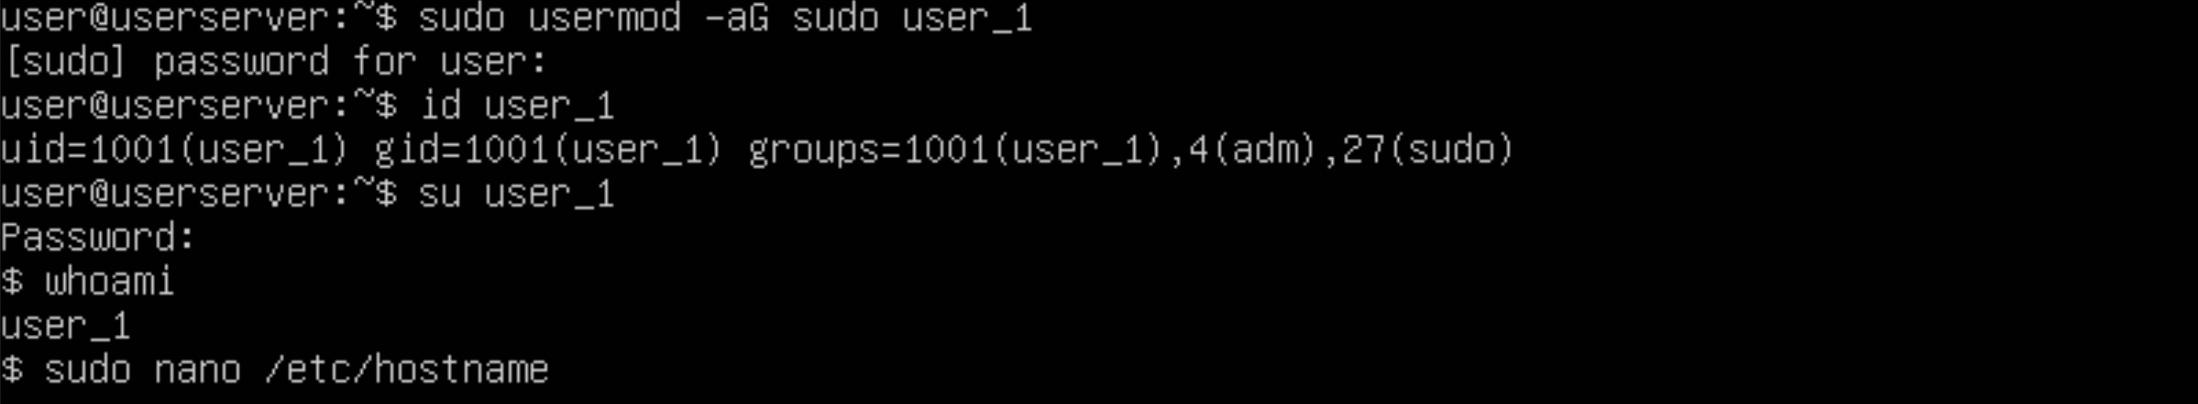 user@userserver:~$ sudo usermod -aG sudo user_1
[sudo] password for user:
user@userserver:~$ id user_1
uid=1001(user_1) gid=1001(user_1) groups=1001(user_1),4(adm),27(sudo)
user@userserver:~$ su user_1
Password:
$ whoami
user_1
$ sudo nano /etc/hostname